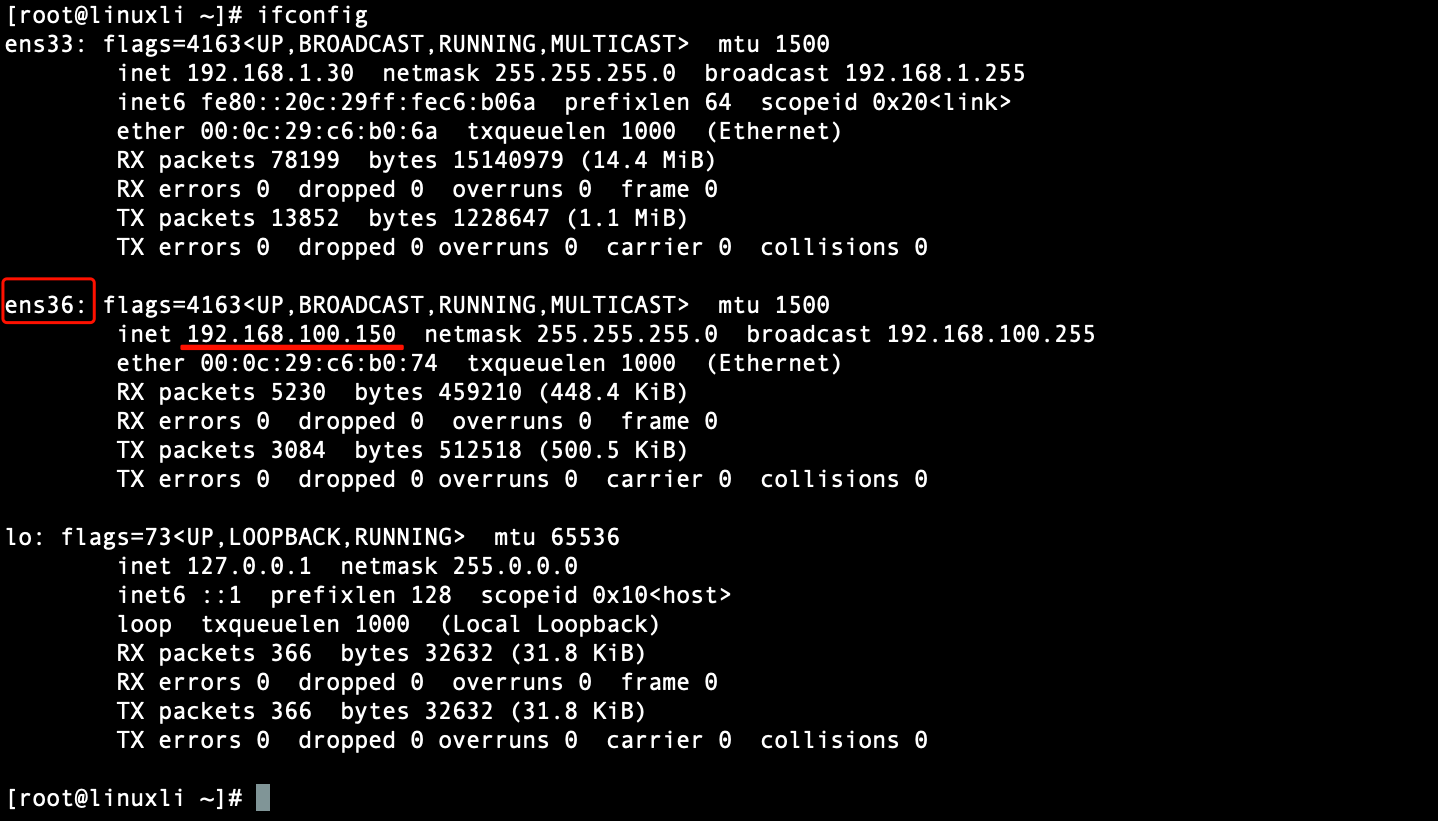 [root@linuxli ~]# ifconfig
ens33: flags=4163<UP,BROADCAST,RUNNING,MULTICAST>  mtu 1500
        inet 192.168.1.30  netmask 255.255.255.0  broadcast 192.168.1.255
        inet6 fe80::20c:29ff:fec6:b06a  prefixlen 64  scopeid 0x20<link>
        ether 00:0c:29:c6:b0:6a  txqueuelen 1000  (Ethernet)
        RX packets 78199  bytes 15140979 (14.4 MiB)
        RX errors 0  dropped 0  overruns 0  frame 0
        TX packets 13852  bytes 1228647 (1.1 MiB)
        TX errors 0  dropped 0 overruns 0  carrier 0  collisions 0

ens36: flags=4163<UP,BROADCAST,RUNNING,MULTICAST>  mtu 1500
        inet 192.168.100.150  netmask 255.255.255.0  broadcast 192.168.100.255
        ether 00:0c:29:c6:b0:74  txqueuelen 1000  (Ethernet)
        RX packets 5230  bytes 459210 (448.4 KiB)
        RX errors 0  dropped 0  overruns 0  frame 0
        TX packets 3084  bytes 512518 (500.5 KiB)
        TX errors 0  dropped 0 overruns 0  carrier 0  collisions 0

lo: flags=73<UP,LOOPBACK,RUNNING>  mtu 65536
        inet 127.0.0.1  netmask 255.0.0.0
        inet6 ::1  prefixlen 128  scopeid 0x10<host>
        loop  txqueuelen 1000  (Local Loopback)
        RX packets 366  bytes 32632 (31.8 KiB)
        RX errors 0  dropped 0  overruns 0  frame 0
        TX packets 366  bytes 32632 (31.8 KiB)
        TX errors 0  dropped 0 overruns 0  carrier 0  collisions 0

[root@linuxli ~]#